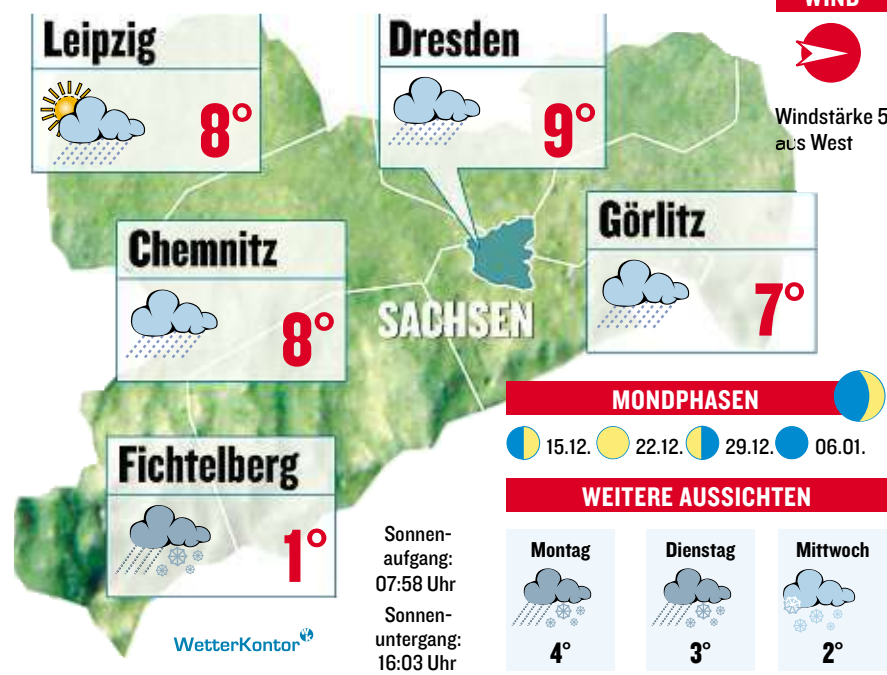 WIND
Leipzig
8°
Dresden
9°
Windstärke 5
aus West
Chemnitz
8°
Görlitz
7°
SACHSEN
Fichtelberg
1°
MONDPHASEN
15.12. 22.12. 29.12. 06.01.
WEITERE AUSSICHTEN
Sonnen-
aufgang:
07:58 Uhr
Sonnen-
untergang:
16:03 Uhr
Montag
4°
Dienstag
3°
Mittwoch
2°
WetterKontor